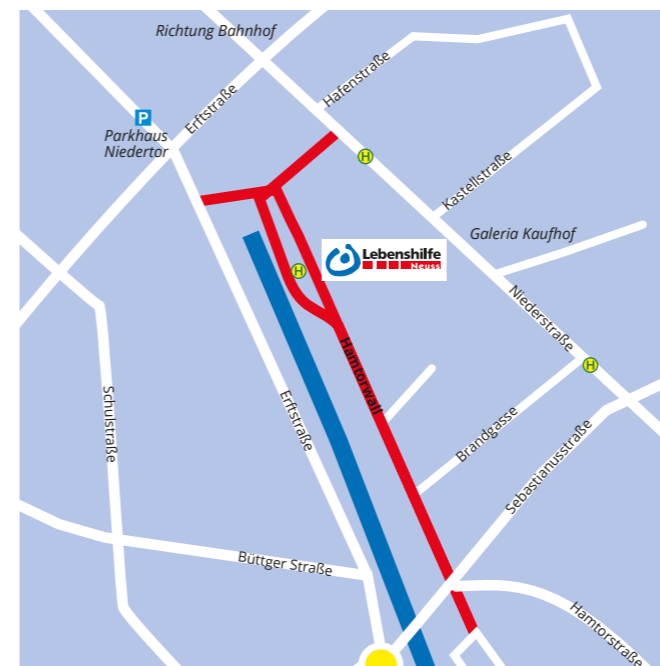 Richtung Bahnhof
Hafenstraße
P
Erftstraße
Parkhaus
Niedertor
H
Kastellstraße
Galeria Kaufhof
Lebenshilfe
Neuss
H
Niederstraße
Hamtorwall
H
Erftstraße
Schulstraße
Brandgasse
Sebastianusstraße
Büttger Straße
Hamtorstraße